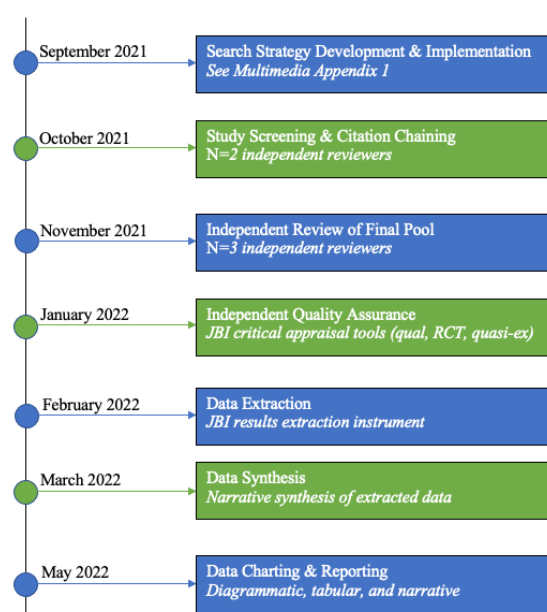 September 2021
Search Strategy Development & Implementation
See Multimedia Appendix 1
October 2021
Study Screening & Citation Chaining
N=2 independent reviewers
November 2021
Independent Review of Final Pool
N=3 independent reviewers
January 2022
Independent Quality Assurance
JBI critical appraisal tools (qual, RCT, quasi-ex)
February 2022
Data Extraction
JBI results extraction instrument
March 2022
Data Synthesis
Narrative synthesis of extracted data
May 2022
Data Charting & Reporting
Diagrammatic, tabular, and narrative